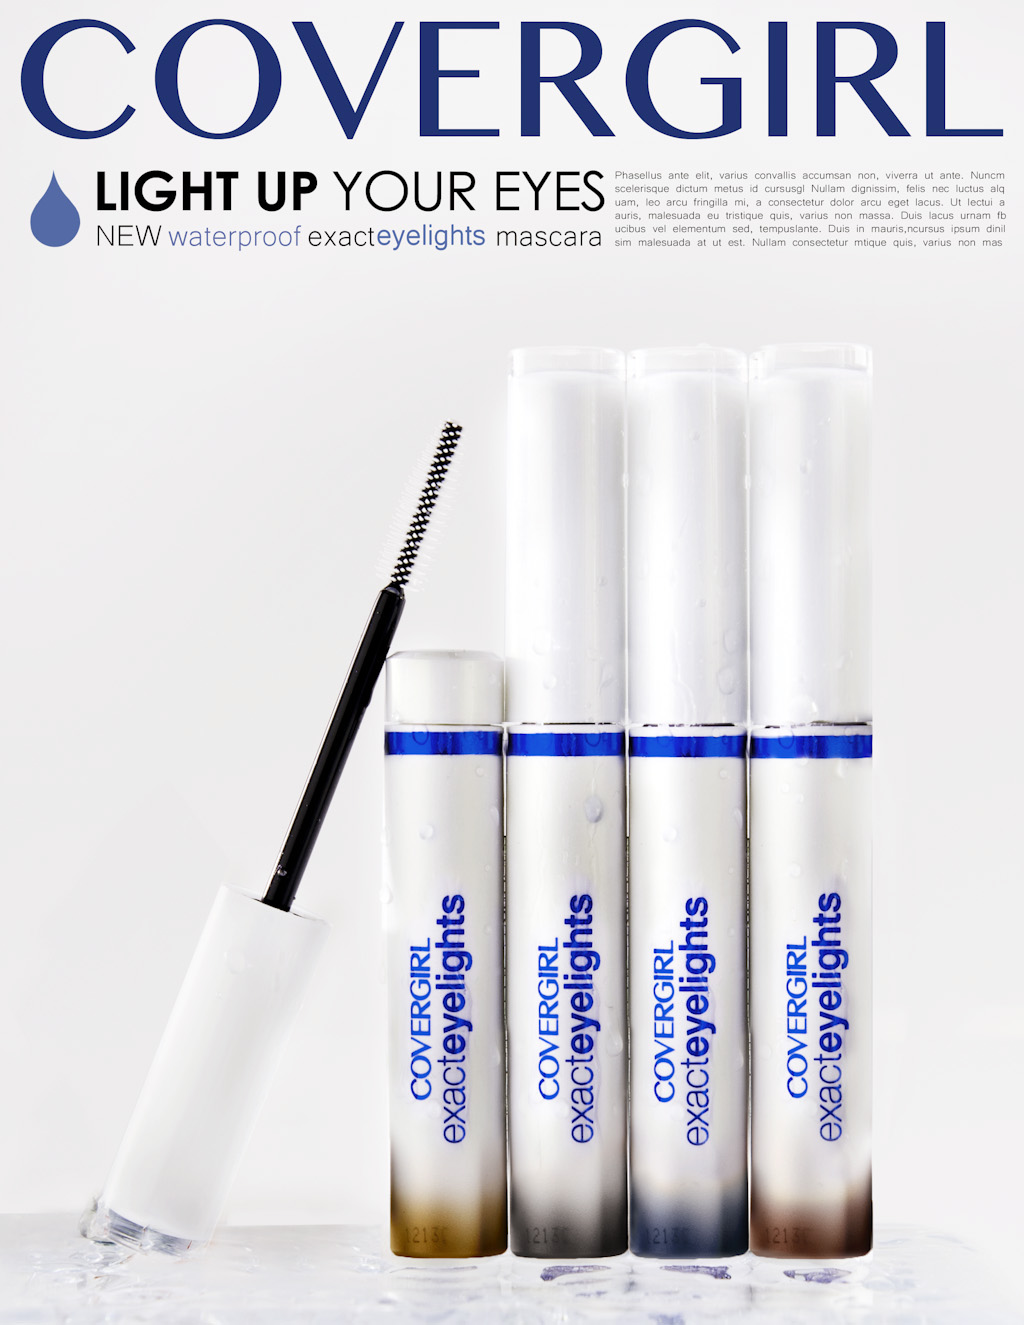 COVERGIRL
LIGHT UP YOUR EYES
NEW waterproof exacteyelights mascara
Phasellus ante elit, varius convallis accumsan non, viverra ut ante. Nuncm
scelerisque dictum metus id cursusgl Nullam dignissim, felis nec luctus alq
uam, leo arcu fringilla mi, a consectetur dolor arcu eget lacus. Ut lectui a
auris, malesuada eu tristique quis, varius non massa. Duis lacus urnam fb
ucibus vel elementum sed, tempuslante. Duis in mauris,ncursus ipsum dinil
sim malesuada at ut est. Nullam consectetur mtique quis, varius non mas
COVERGIRL
exacteyelights
COVERGIRL
exacteyelights
COVERGIRL
exacteyelights
COVERGIRL
exacteyelights